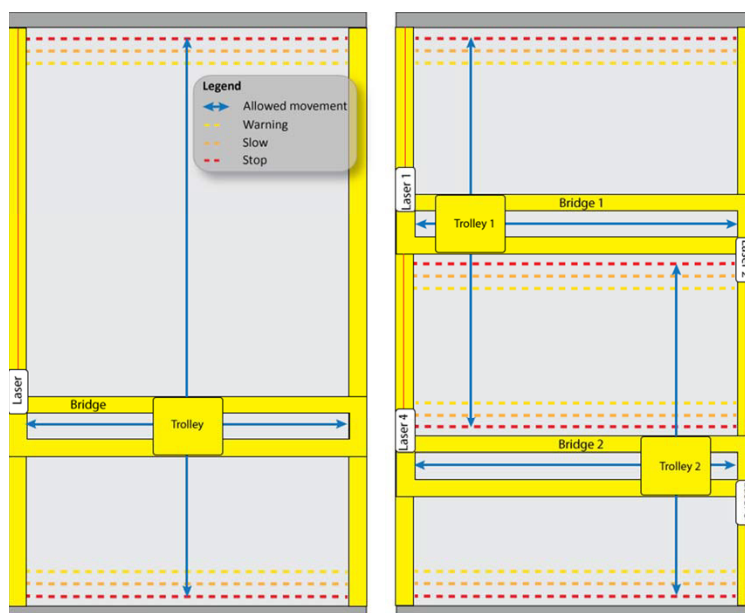 Legend
Allowed movement
Warning
Slow
Stop
Laser
Bridge
Trolley
Laser 1
Bridge 1
Trolley 1
Laser 4
Bridge 2
Trolley 2